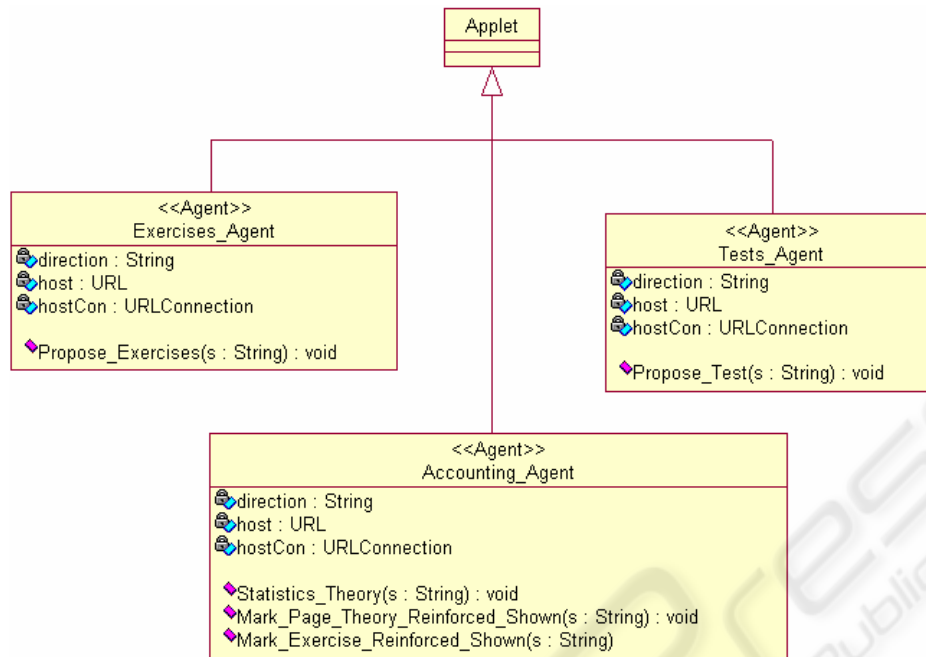 Applet
<<Agent>>
Exercises_Agent
direction : String
host : URL
hostCon : URLConnection
Propose_Exercises(s : String) : void
<<Agent>>
Tests_Agent
direction : String
host : URL
hostCon : URLConnection
Propose_Test(s : String) : void
<<Agent>>
Accounting_Agent
direction : String
host : URL
hostCon : URLConnection
Statistics_Theory(s : String) : void
Mark_Page_Theory_Reinforced_Shown(s : String) : void
Mark_Exercise_Reinforced_Shown(s : String)